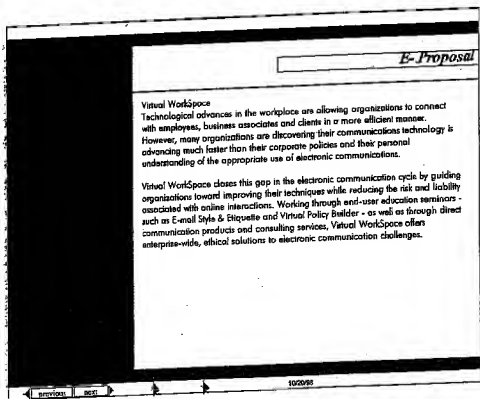 E-Proposal
Virtual WorkSpace
Technological advances in the workplace are allowing organizations to connect
with employees, business associates and clients in a more efficient manner.
However, many organizations are discovering their communications technology is
advancing much faster than their corporate policies and their personal
understanding of the appropriate use of electronic communications.
Virtual WorkSpace closes this gap in the electronic communication cycle by guiding
organizations toward improving their techniques while reducing the risk and liability
associated with online interactions. Working through end-user education seminars -
such as E-mail Style & Etiquette and Virtual Policy Builder - as well as through direct
communication products and consulting services, Virtual WorkSpace offers
enterprise-wide, ethical solutions to electronic communication challenges.
previous next 10/20/98